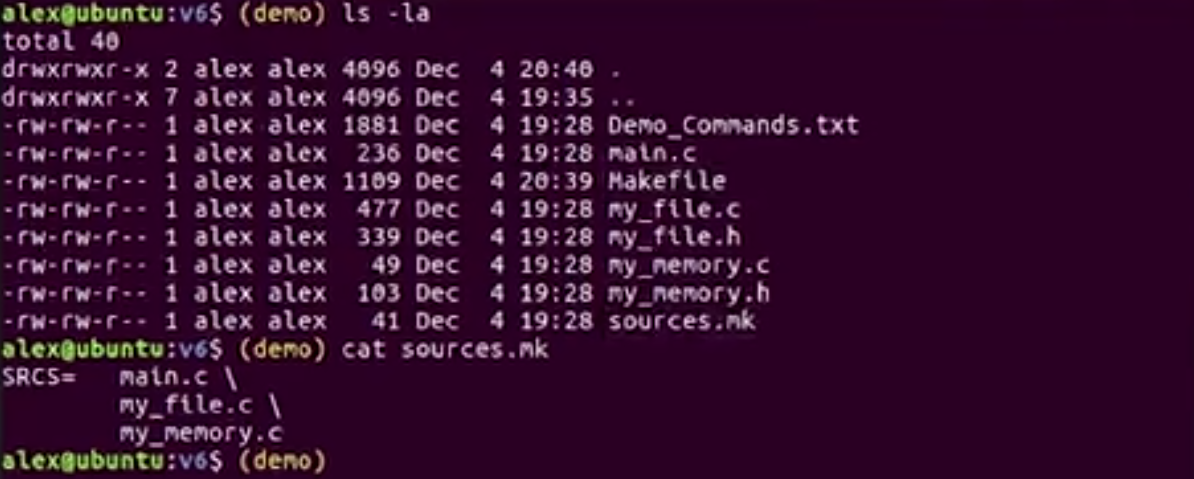 alex@ubuntu:v6$ (demo) ls -la
total 40
drwxrwxr-x 2 alex alex 4096 Dec  4 20:40 .
drwxrwxr-x 7 alex alex 4096 Dec  4 19:35 ..
-rw-rw-r-- 1 alex alex 1881 Dec  4 19:28 Demo_Commands.txt
-rw-rw-r-- 1 alex alex  236 Dec  4 19:28 main.c
-rw-rw-r-- 1 alex alex 1109 Dec  4 20:39 Makefile
-rw-rw-r-- 1 alex alex  477 Dec  4 19:28 my_file.c
-rw-rw-r-- 1 alex alex  339 Dec  4 19:28 my_file.h
-rw-rw-r-- 1 alex alex   49 Dec  4 19:28 my_memory.c
-rw-rw-r-- 1 alex alex  103 Dec  4 19:28 my_memory.h
-rw-rw-r-- 1 alex alex   41 Dec  4 19:28 sources.mk
alex@ubuntu:v6$ (demo) cat sources.mk
SRCS=   main.c \
        my_file.c \
        my_memory.c
alex@ubuntu:v6$ (demo)